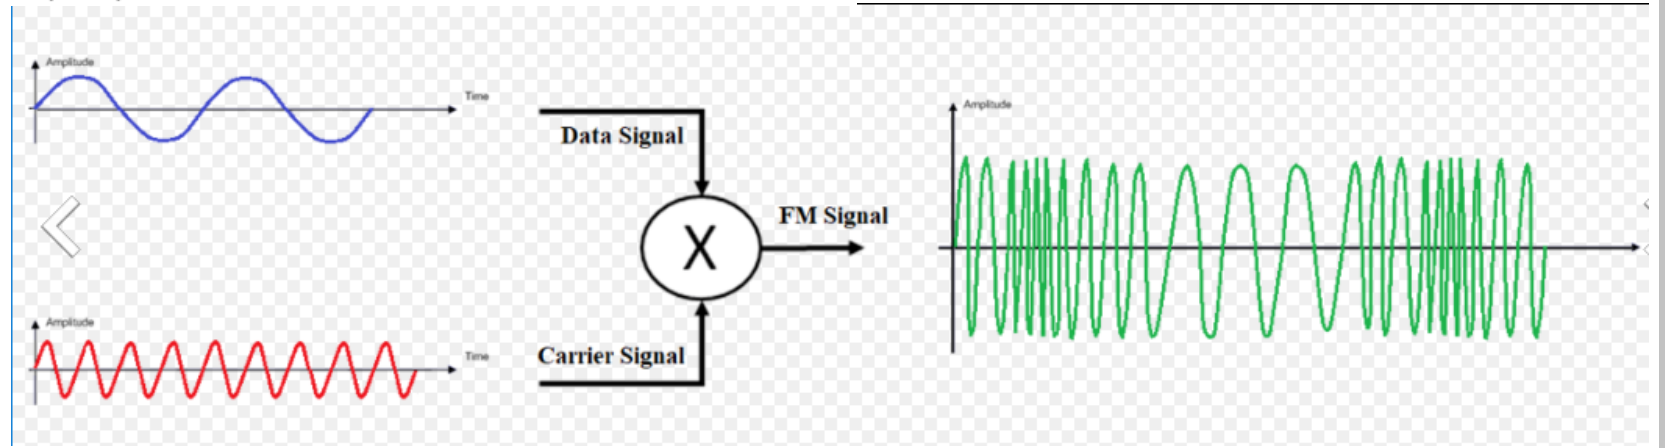 Amplitude
Time
Data Signal
X
FM Signal
Carrier Signal
Amplitude
Time
Amplitude